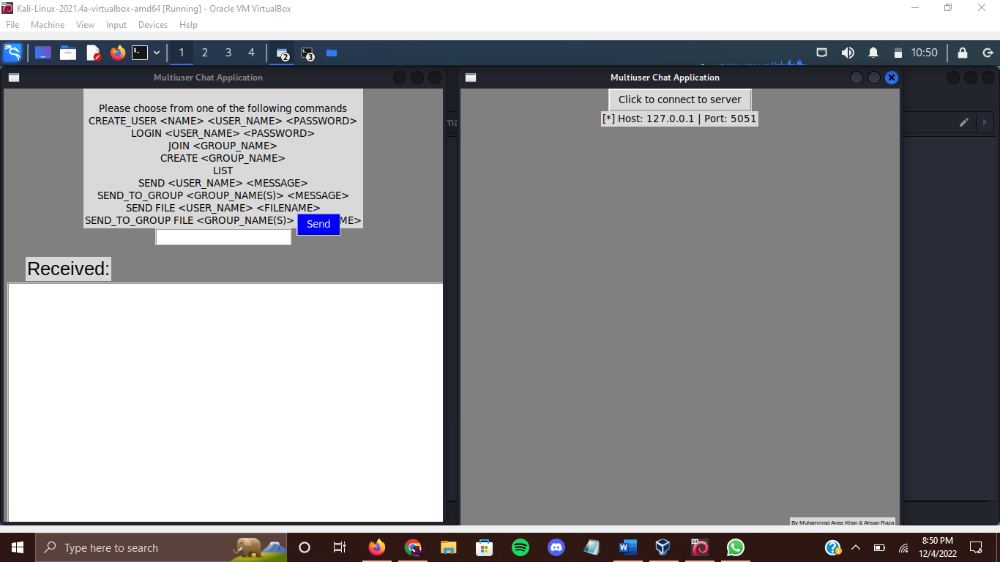 Kali-Linux-2021.4a-virtualbox-amd64 [Running] - Oracle VM VirtualBox
File Machine View Input Devices Help
1 2 3 4 2 3 10:50
Multiuser Chat Application
Please choose from one of the following commands
CREATE_USER <NAME> <USER_NAME> <PASSWORD>
LOGIN <USER_NAME> <PASSWORD>
JOIN <GROUP_NAME>
CREATE <GROUP_NAME>
LIST
SEND <USER_NAME> <MESSAGE>
SEND_TO_GROUP <GROUP_NAME(S)> <MESSAGE>
SEND FILE <USER_NAME> <FILENAME>
SEND_TO_GROUP FILE <GROUP_NAME(S)> ME>
Send
Received:
Multiuser Chat Application
Click to connect to server
[*] Host: 127.0.0.1 | Port: 5051
By Muhammad Anas Khan & Ahsan Raza
Type here to search
8:50 PM
12/4/2022